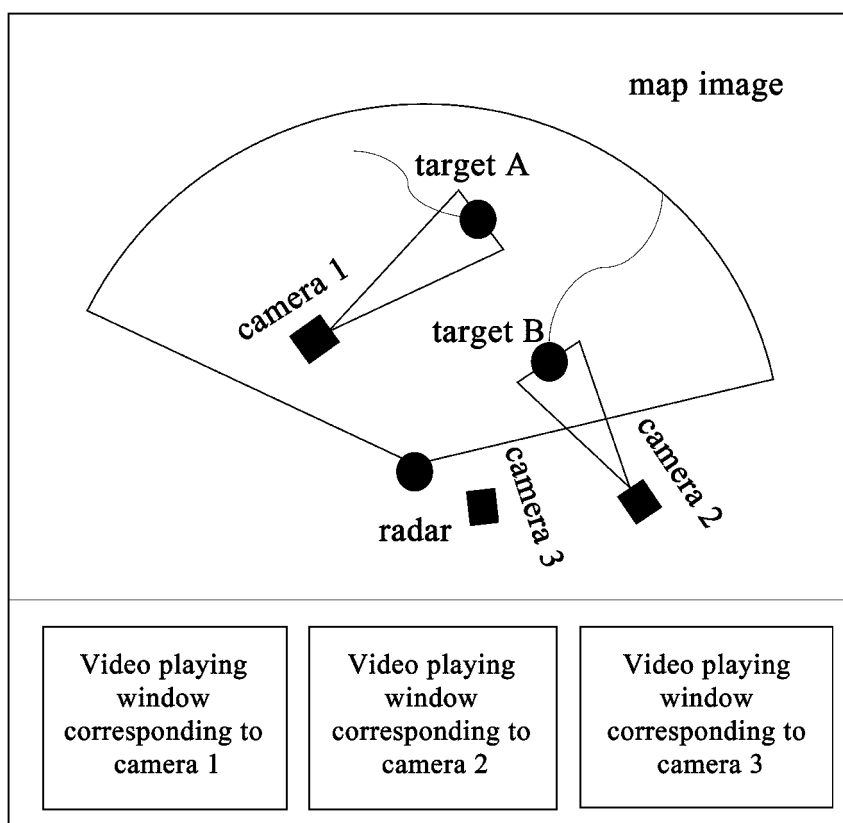 map image
target A
camera 1
target B
camera 2
camera 3
radar
Video playing
window
corresponding to
camera 1
Video playing
window
corresponding to
camera 2
Video playing
window
corresponding to
camera 3